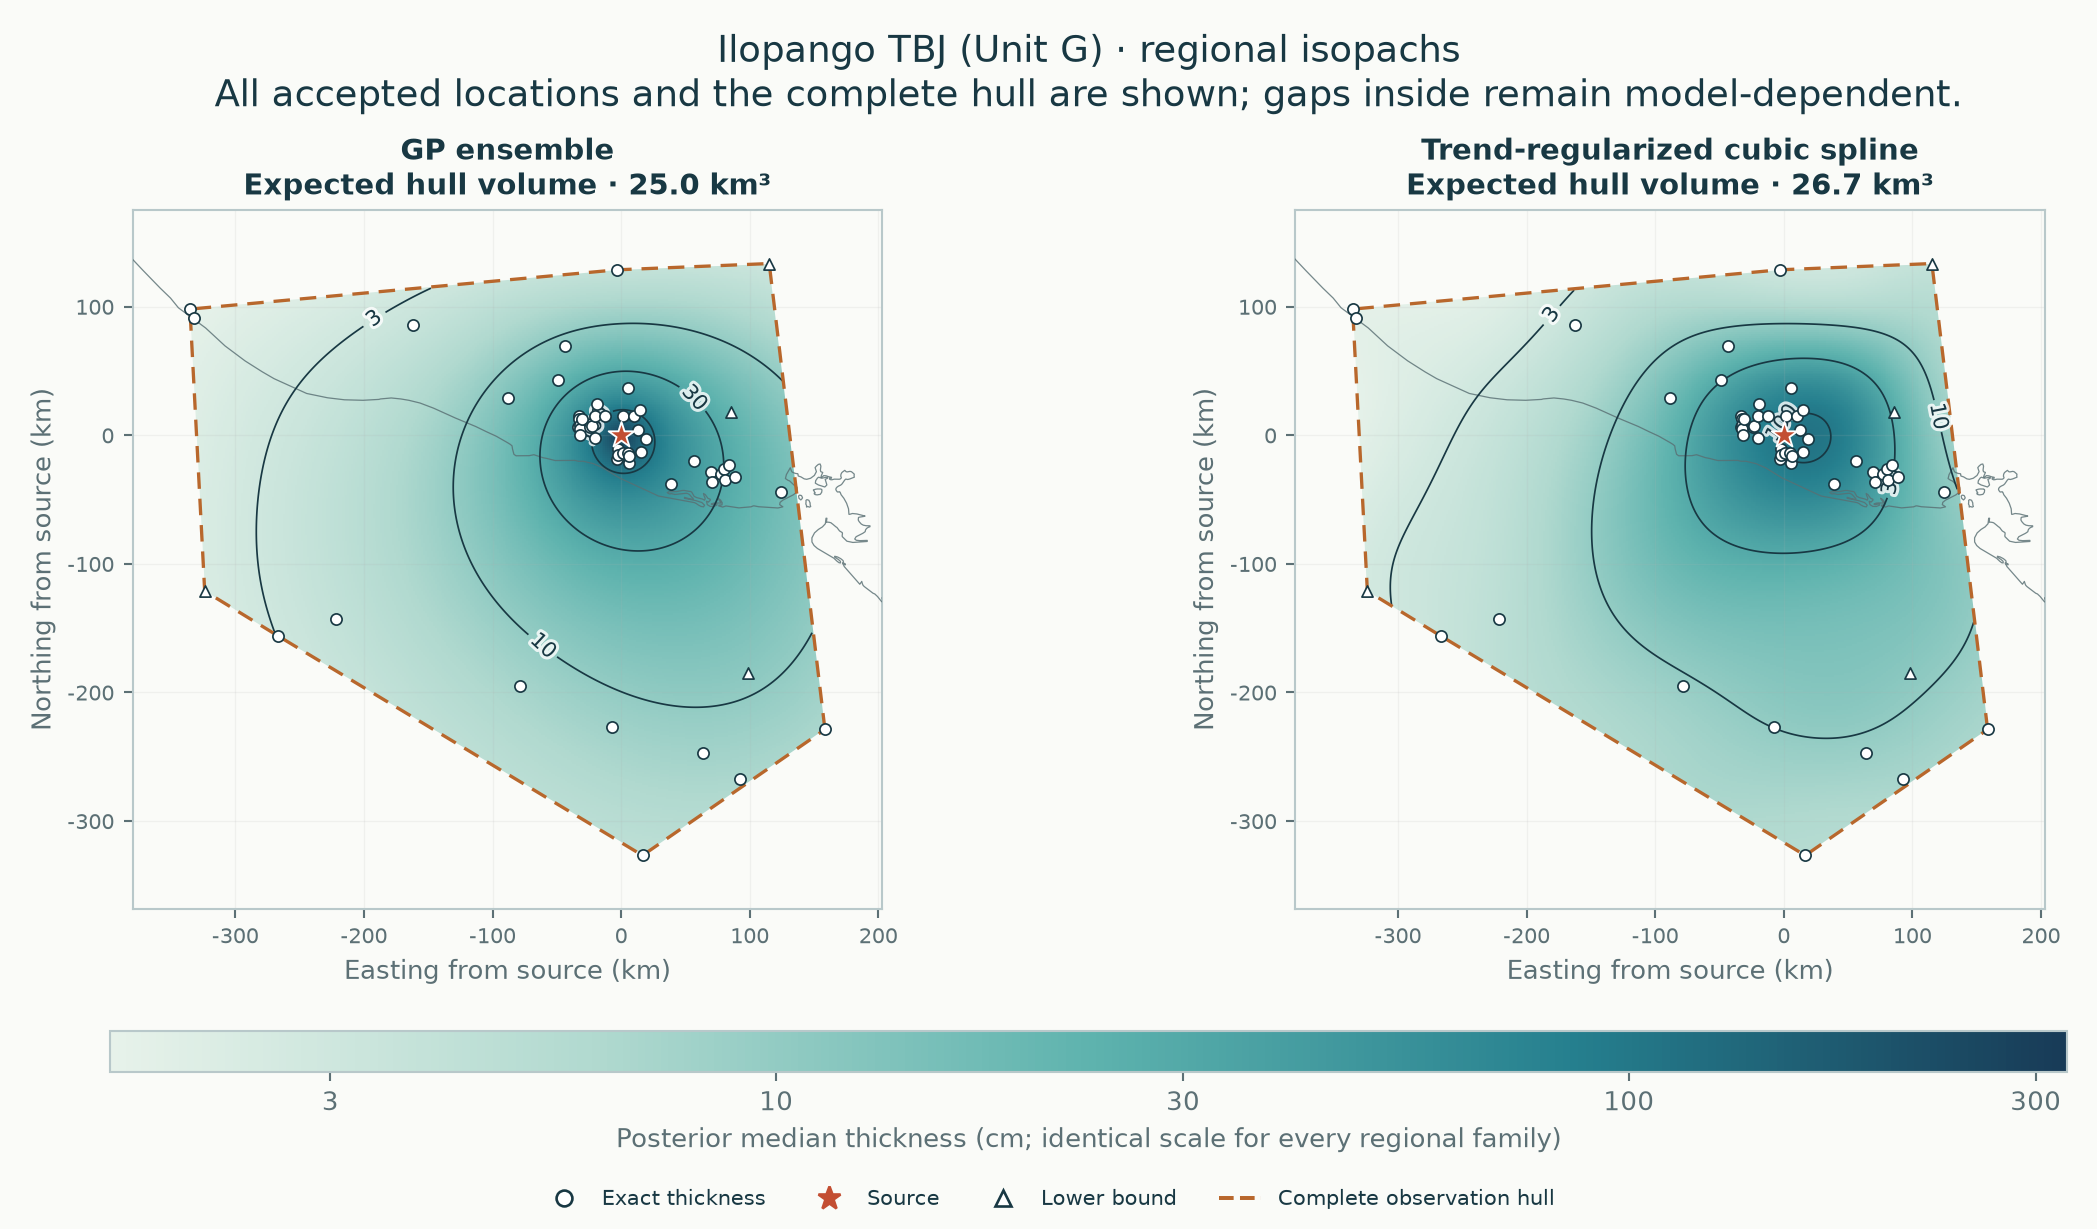 Ilopango TBJ (Unit G) · regional isopachs
All accepted locations and the complete hull are shown; gaps inside remain model-dependent.
GP ensemble
Expected hull volume · 25.0 km³
100
0
-100
-200
-300
Northing from source (km)
3
30
10
-300
-200
-100
0
100
200
Easting from source (km)
Trend-regularized cubic spline
Expected hull volume · 26.7 km³
100
0
-100
-200
-300
Northing from source (km)
3
10
-300
-200
-100
0
100
200
Easting from source (km)
3
10
30
100
300
Posterior median thickness (cm; identical scale for every regional family)
Exact thickness
Source
Lower bound
Complete observation hull